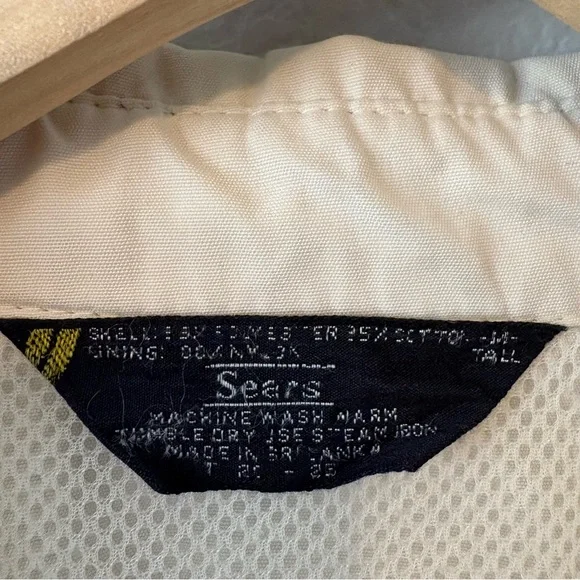 SHELL: 65% POLYESTER 35% COTTON -M-
LINING: NYLON TALL
Sears
MACHINE WASH WARM
TUMBLE DRY USE STEAM IRON
MADE IN SRI LANKA